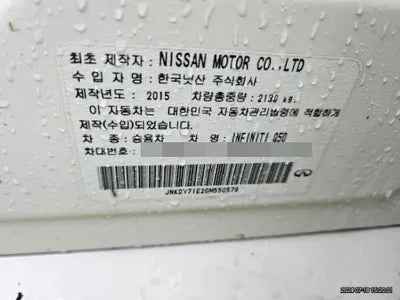 최초 제작자 : NISSAN MOTOR CO.,LTD
수 입 자 명 : 한국닛산 주식회사
제작년도 : 2015 차량총중량 : 2130 kg.
이 자동차는 대한민국 자동차관리법령에 적합하게
제작(수입)되었습니다.
차 종 : 승용차 차 명 : INFINITI Q50
차대번호 :
JNKDV71E2GM550579
2024-07-18 15:20:01